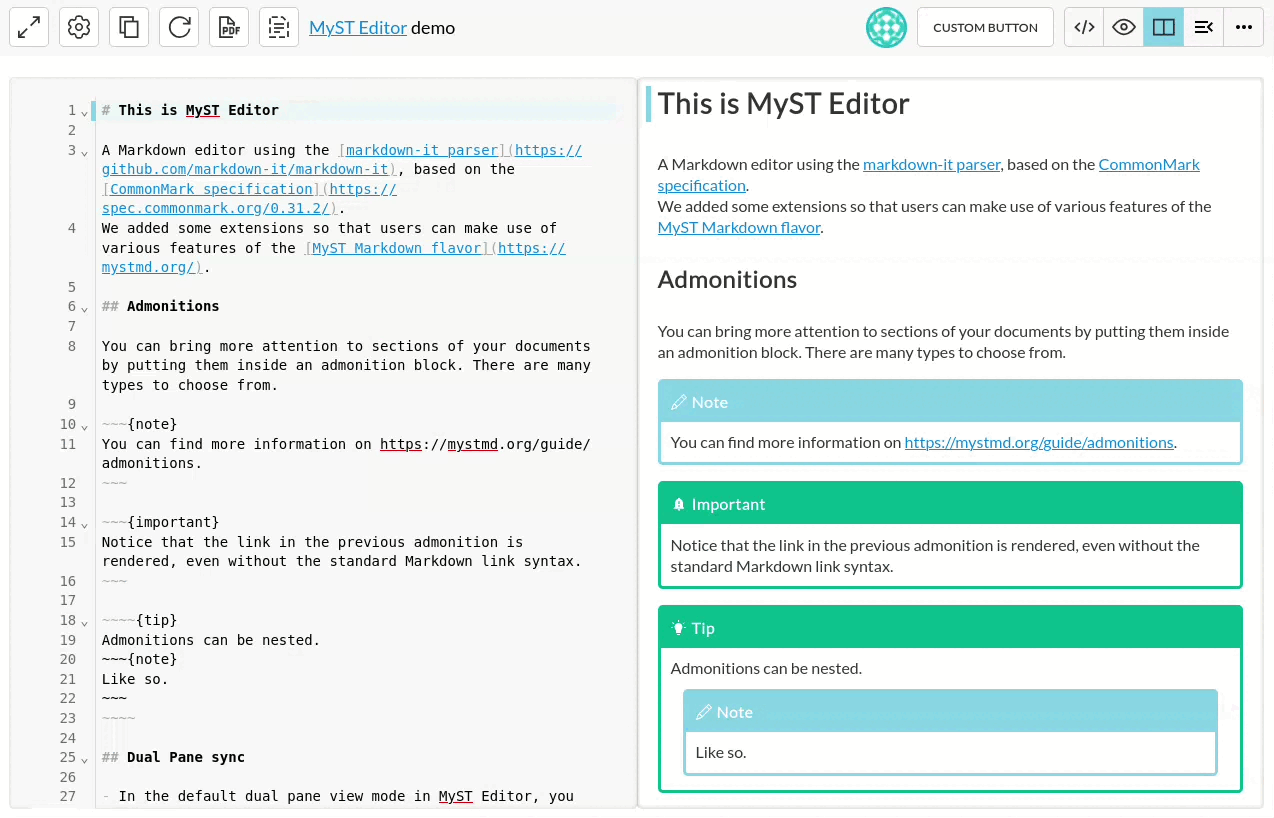 PDF
MyST Editor demo
CUSTOM BUTTON
</>
1 # This is MyST Editor
2
3 A Markdown editor using the [markdown-it parser](https://
github.com/markdown-it/markdown-it), based on the
[CommonMark specification](https://
spec.commonmark.org/0.31.2/).
4 We added some extensions so that users can make use of
various features of the [MyST Markdown flavor](https://
mystmd.org/).
5
6 ## Admonitions
7
8 You can bring more attention to sections of your documents
by putting them inside an admonition block. There are many
types to choose from.
9
10 ~~~{note}
11 You can find more information on https://mystmd.org/guide/
admonitions.
12 ~~~
13
14 ~~~{important}
15 Notice that the link in the previous admonition is
rendered, even without the standard Markdown link syntax.
16 ~~~
17
18 ~~~~{tip}
19 Admonitions can be nested.
20 ~~~{note}
21 Like so.
22 ~~~
23 ~~~~
24
25 ## Dual Pane sync
26
27 - In the default dual pane view mode in MyST Editor, you
This is MyST Editor
A Markdown editor using the markdown-it parser, based on the CommonMark
specification.
We added some extensions so that users can make use of various features of the
MyST Markdown flavor.
Admonitions
You can bring more attention to sections of your documents by putting them inside
an admonition block. There are many types to choose from.
Note
You can find more information on https://mystmd.org/guide/admonitions.
Important
Notice that the link in the previous admonition is rendered, even without the
standard Markdown link syntax.
Tip
Admonitions can be nested.
Note
Like so.